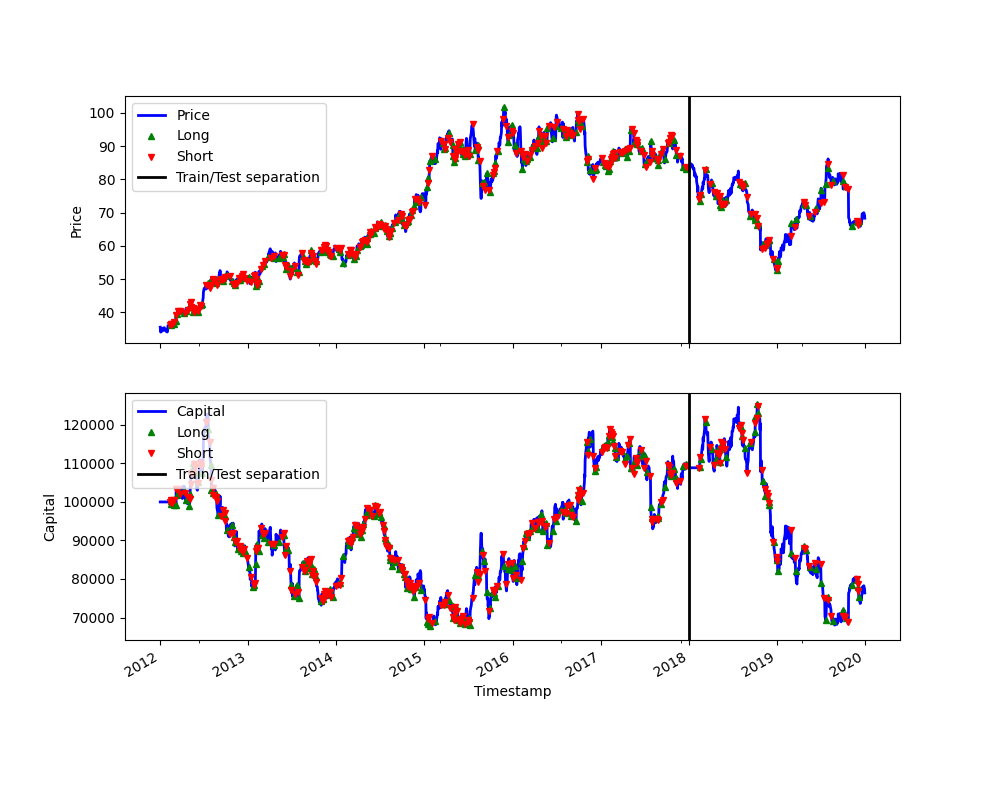 Price
Long
Short
Train/Test separation
100
90
80
70
60
50
40
Price
Capital
Long
Short
Train/Test separation
120000
110000
100000
90000
80000
70000
Capital
2012 2013 2014 2015 2016 2017 2018 2019 2020
Timestamp